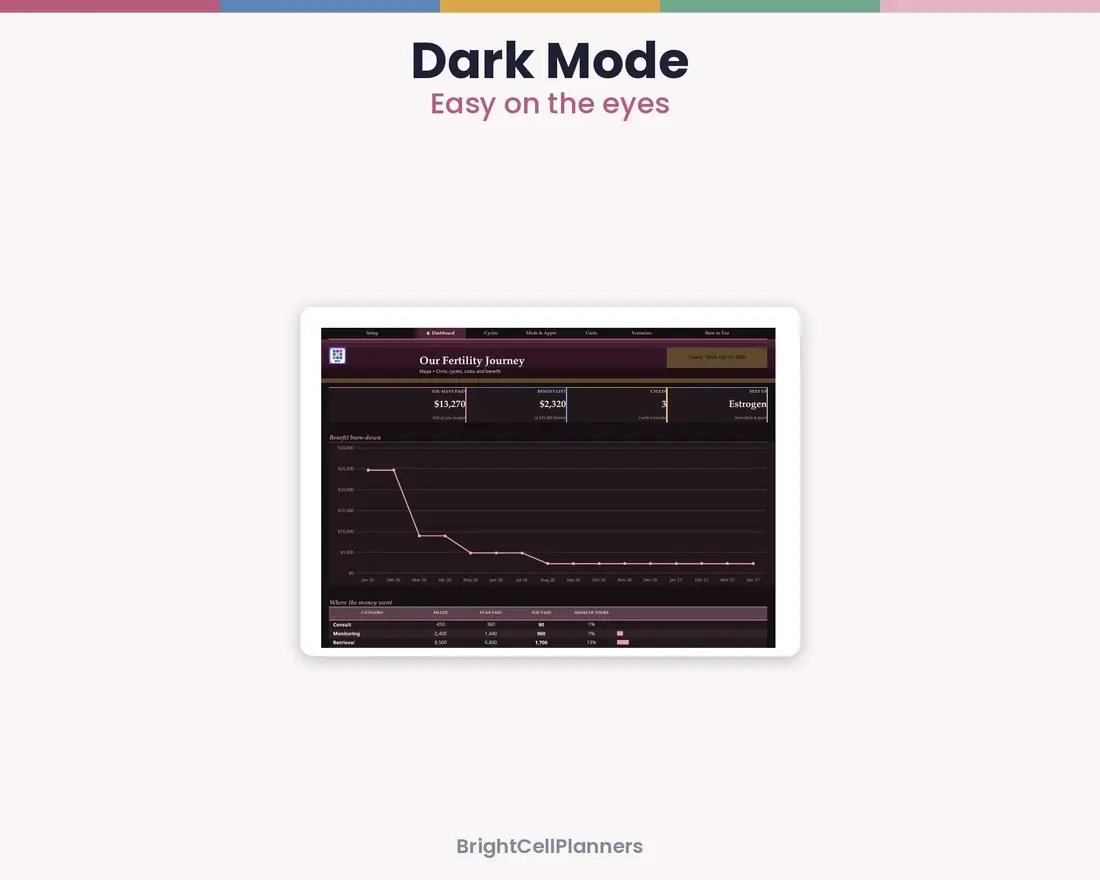 Dark Mode
Easy on the eyes
Setup Dashboard Cycles Meds & Appts Costs Scenarios How to Use
Our Fertility Journey
Maya + Chris: cycles, costs and benefit
YOU HAVE PAID BENEFIT LEFT CYCLES NEXT UP
$13,270 $2,320 3 Estrogen
Benefit burn-down
$30,000
$25,000
$20,000
$15,000
$10,000
$5,000
$0
Jan 26 Feb 26 Mar 26 Apr 26 May 26 Jun 26 Jul 26 Aug 26 Sep 26 Oct 26 Nov 26 Dec 26 Jan 27 Feb 27 Mar 27 Apr 27
Where the money went
CATEGORY BILLED PLAN PAID YOU PAID SHARE OF YOURS
Consult 450 360 90 1%
Monitoring 2,400 1,440 960 7%
Retrieval 8,500 6,800 1,700 13%
BrightCellPlanners